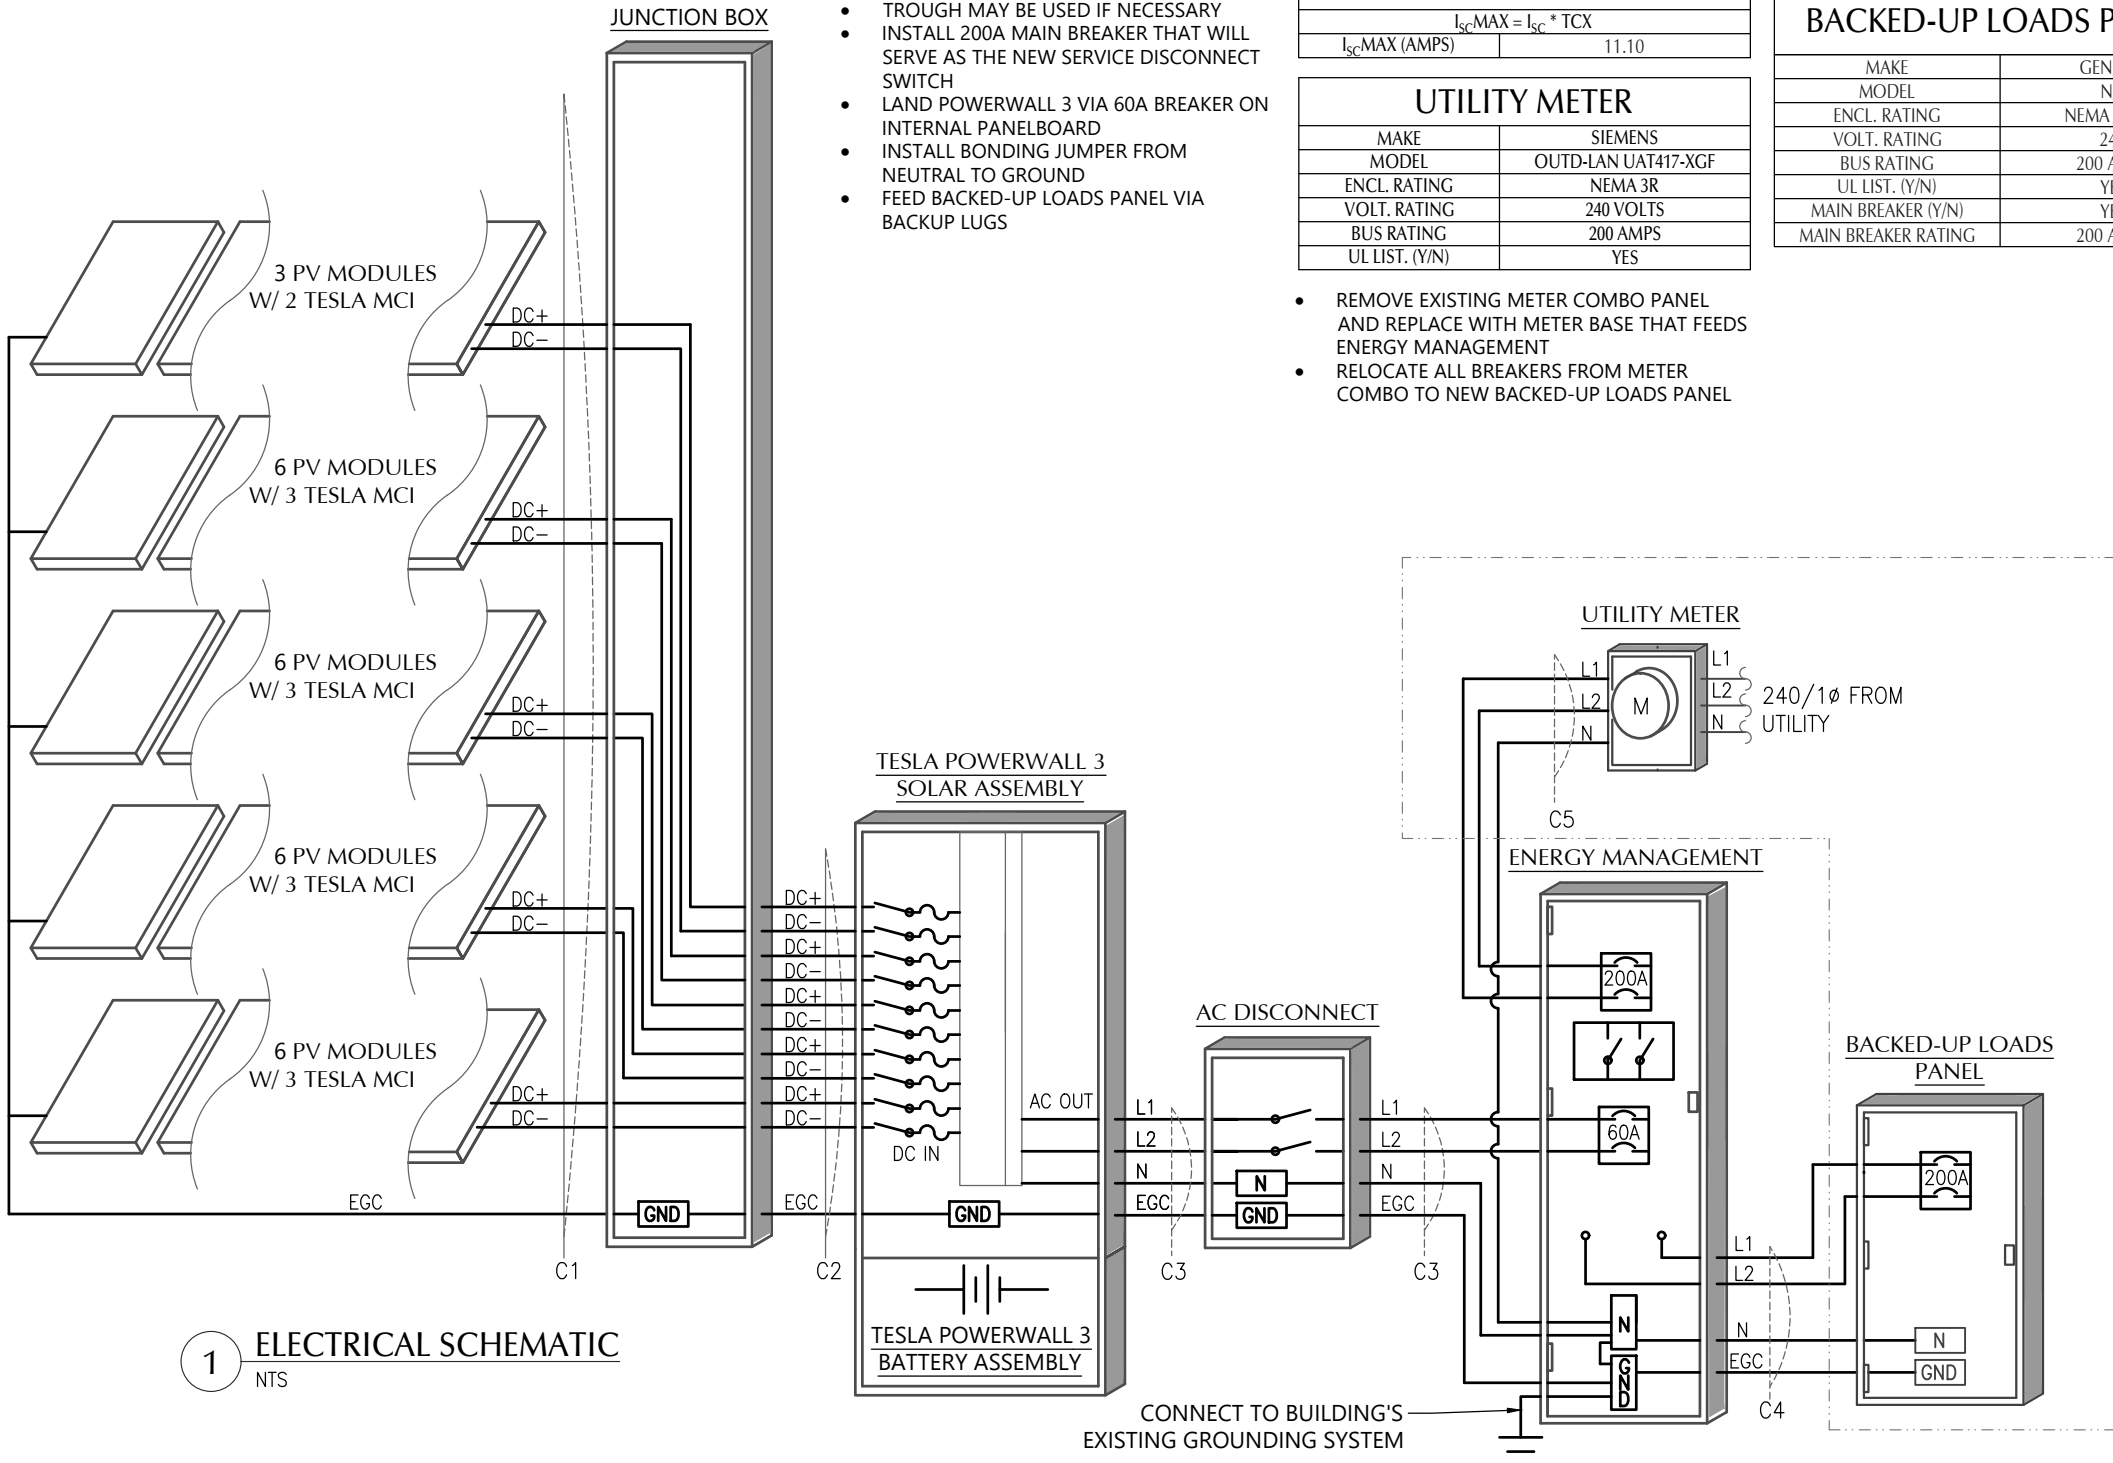 JUNCTION BOX
• TROUGH MAY BE USED IF NECESSARY
• INSTALL 200A MAIN BREAKER THAT WILL
SERVE AS THE NEW SERVICE DISCONNECT
SWITCH
• LAND POWERWALL 3 VIA 60A BREAKER ON
INTERNAL PANELBOARD
• INSTALL BONDING JUMPER FROM
NEUTRAL TO GROUND
• FEED BACKED-UP LOADS PANEL VIA
BACKUP LUGS
ISCMAX = ISC * TCX
ISCMAX (AMPS) 11.10
UTILITY METER
MAKE SIEMENS
MODEL OUTD-LAN UAT417-XGF
ENCL. RATING NEMA 3R
VOLT. RATING 240 VOLTS
BUS RATING 200 AMPS
UL LIST. (Y/N) YES
• REMOVE EXISTING METER COMBO PANEL
AND REPLACE WITH METER BASE THAT FEEDS
ENERGY MANAGEMENT
• RELOCATE ALL BREAKERS FROM METER
COMBO TO NEW BACKED-UP LOADS PANEL
BACKED-UP LOADS P
MAKE GEN
MODEL N
ENCL. RATING NEMA
VOLT. RATING 24
BUS RATING 200 A
UL LIST. (Y/N) YE
MAIN BREAKER (Y/N) YE
MAIN BREAKER RATING 200 A
3 PV MODULES
W/ 2 TESLA MCI
DC+
DC-
6 PV MODULES
W/ 3 TESLA MCI
DC+
DC-
6 PV MODULES
W/ 3 TESLA MCI
DC+
DC-
6 PV MODULES
W/ 3 TESLA MCI
DC+
DC-
6 PV MODULES
W/ 3 TESLA MCI
DC+
DC-
EGC
C1
GND
DC+
DC-
DC+
DC-
DC+
DC-
DC+
DC-
DC+
DC-
EGC
C2
TESLA POWERWALL 3
SOLAR ASSEMBLY
AC OUT
DC IN
GND
TESLA POWERWALL 3
BATTERY ASSEMBLY
L1
L2
N
EGC
C3
AC DISCONNECT
N
GND
L1
L2
N
EGC
C3
UTILITY METER
L1
L2
N
M
L1
L2
N
240/1ø FROM
UTILITY
C5
ENERGY MANAGEMENT
200A
60A
N
GND
L1
L2
N
EGC
C4
BACKED-UP LOADS
PANEL
200A
N
GND
CONNECT TO BUILDING'S
EXISTING GROUNDING SYSTEM
1 ELECTRICAL SCHEMATIC
NTS